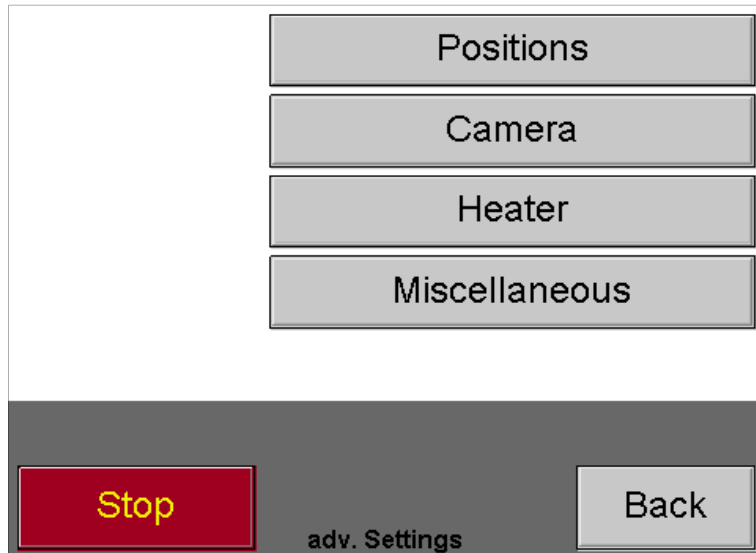 Positions
Camera
Heater
Miscellaneous
Stop
adv. Settings
Back